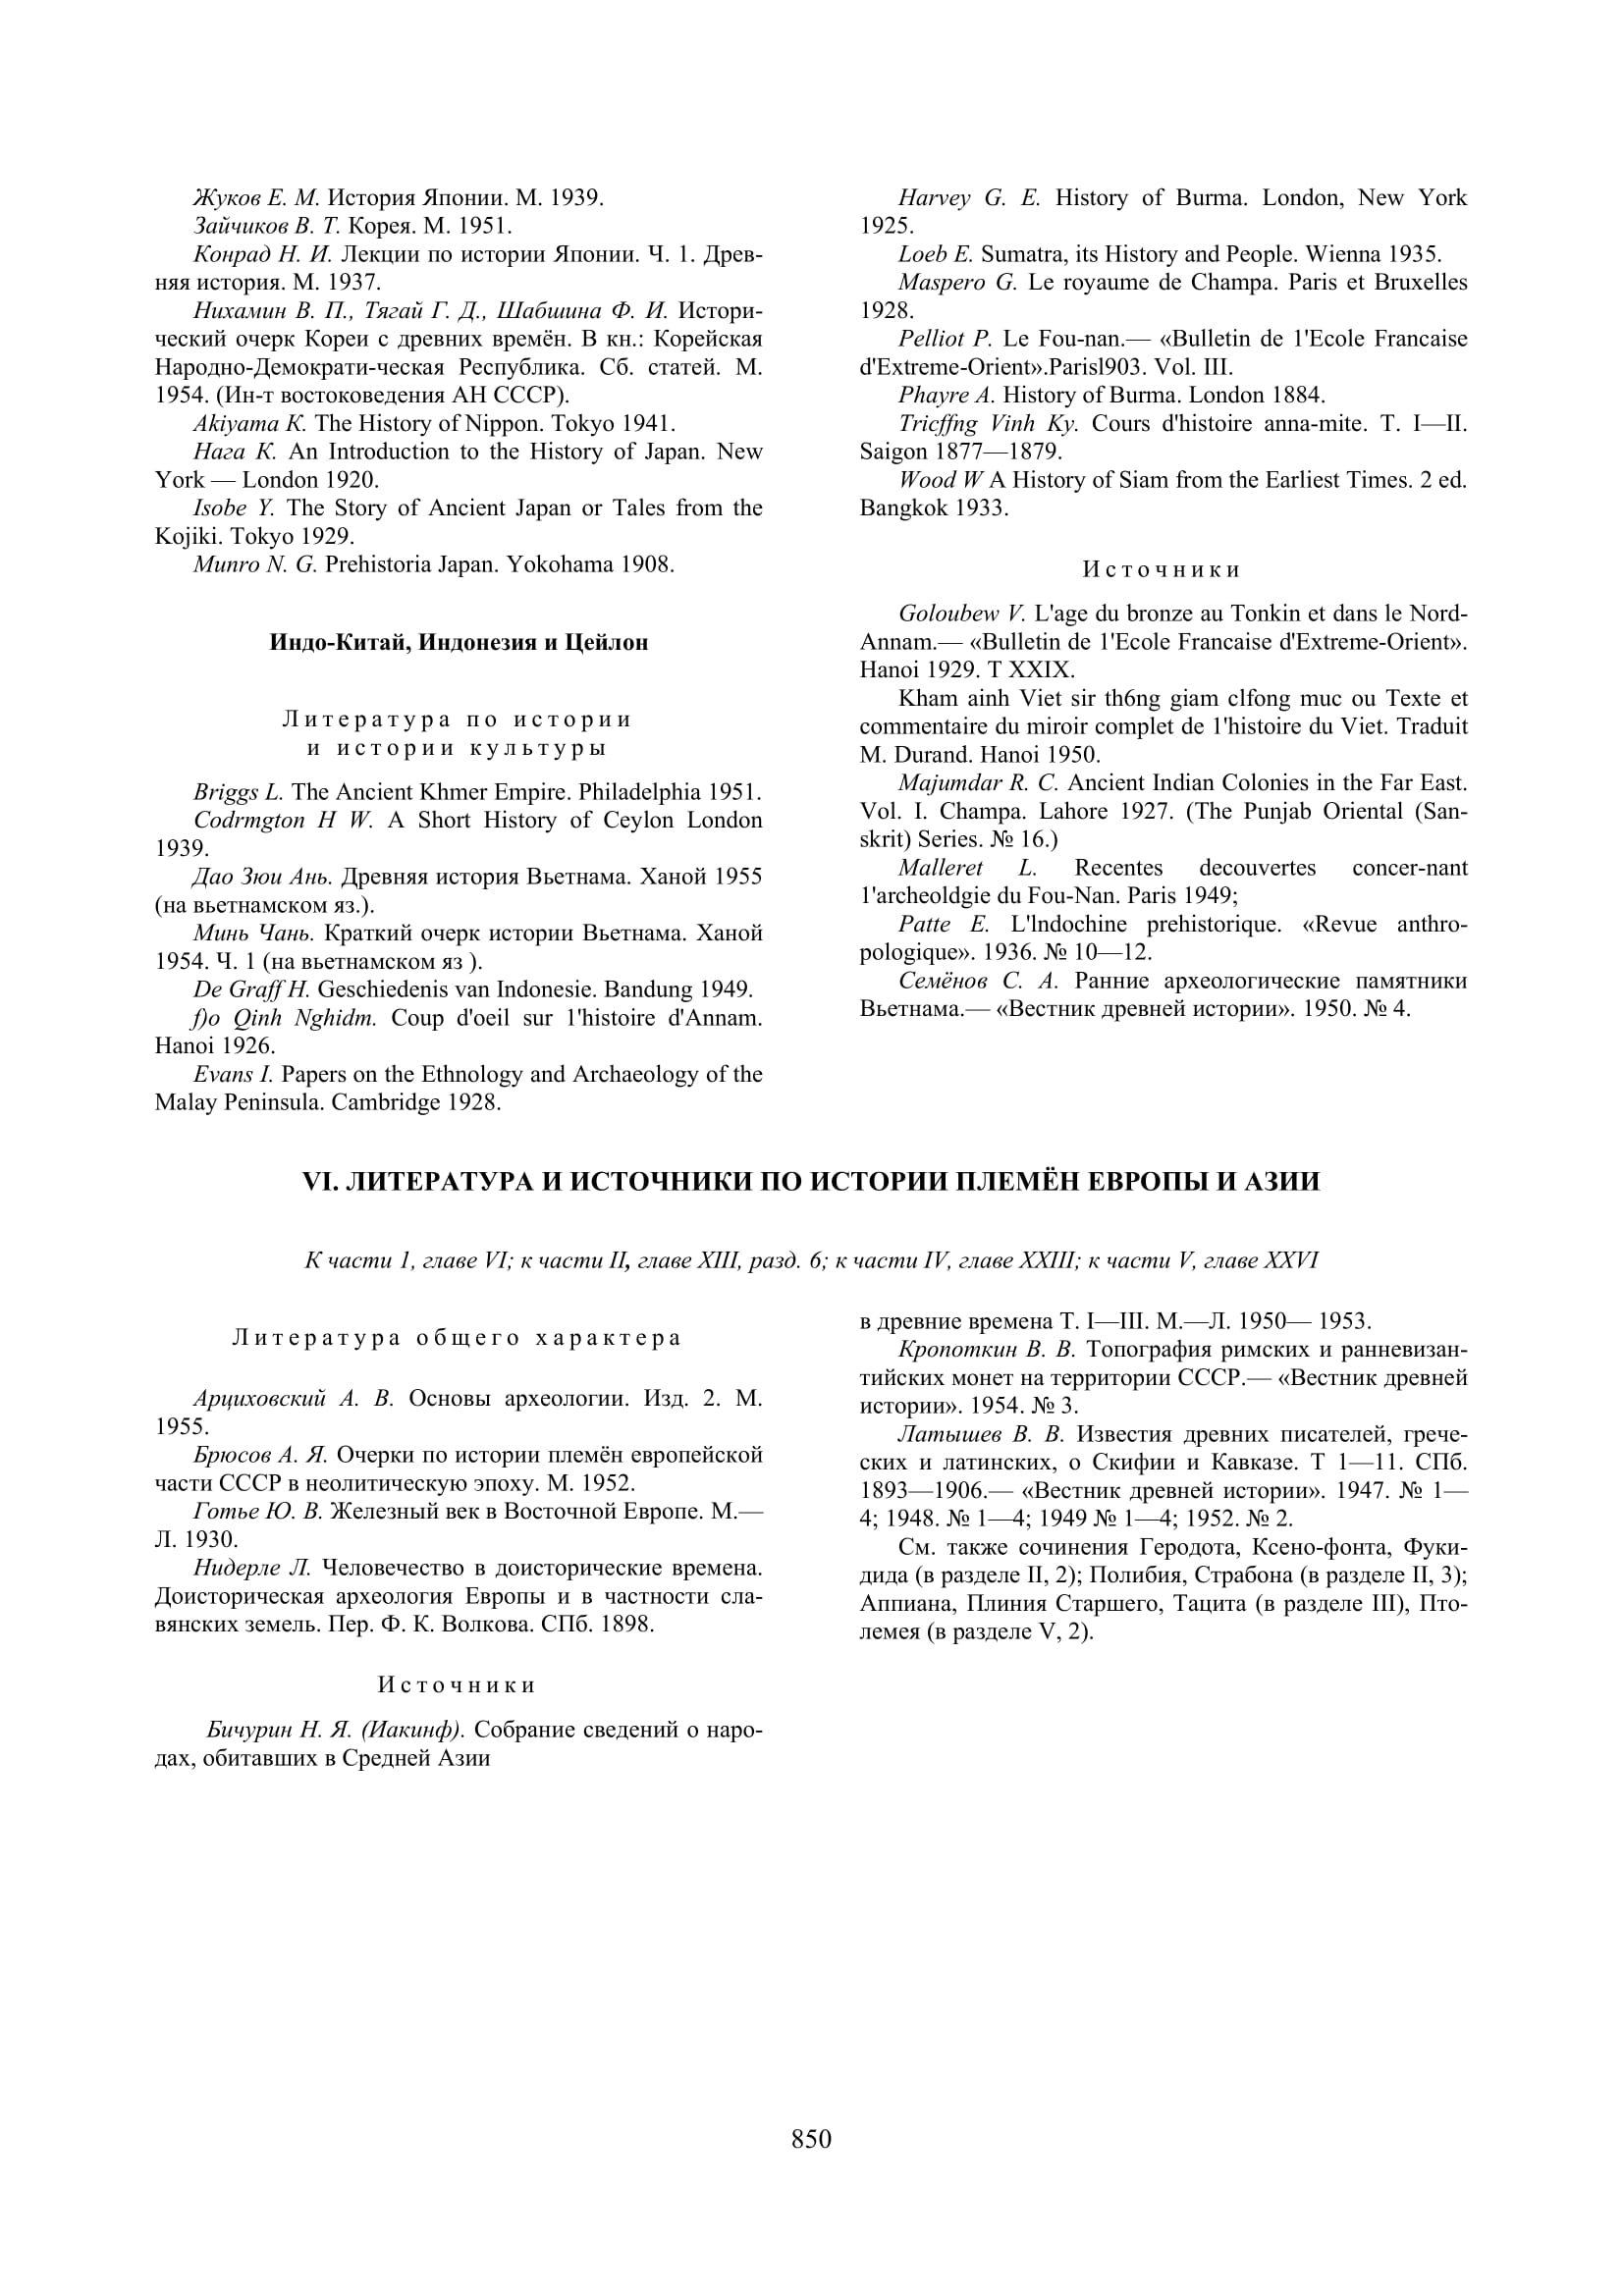 Жуков Е. М. История Японии. М. 1939.
Зайчиков В. Т. Корея. М. 1951.
Конрад Н. И. Лекции по истории Японии. Ч. 1. Древ-
няя история. М. 1937.
Нихамин В. П., Тягай Г. Д., Шабшина Ф. И. Истори-
ческий очерк Кореи с древних времён. В кн.: Корейская
Народно-Демократи-ческая Республика. Сб. статей. М.
1954. (Ин-т востоковедения АН СССР).
Akiyama K. The History of Nippon. Tokyo 1941.
Нага К. An Introduction to the History of Japan. New
York — London 1920.
Isobe Y. The Story of Ancient Japan or Tales from the
Kojiki. Tokyo 1929.
Munro N. G. Prehistoria Japan. Yokohama 1908.
Индо-Китай, Индонезия и Цейлон
Литература по истории
и истории культуры
Briggs L. The Ancient Khmer Empire. Philadelphia 1951.
Codrmgton H W. A Short History of Ceylon London
1939.
Дао Зюи Ань. Древняя история Вьетнама. Ханой 1955
(на вьетнамском яз.).
Минь Чань. Краткий очерк истории Вьетнама. Ханой
1954. Ч. 1 (на вьетнамском яз ).
De Graff H. Geschiedenis van Indonesie. Bandung 1949.
f)o Qinh Nghidm. Coup d'oeil sur 1'histoire d'Annam.
Hanoi 1926.
Evans I. Papers on the Ethnology and Archaeology of the
Malay Peninsula. Cambridge 1928.
Harvey G. E. History of Burma. London, New York
1925.
Loeb E. Sumatra, its History and People. Wienna 1935.
Maspero G. Le royaume de Champa. Paris et Bruxelles
1928.
Pelliot P. Le Fou-nan.— «Bulletin de 1'Ecole Francaise
d'Extreme-Orient».Parisl903. Vol. III.
Phayre A. History of Burma. London 1884.
Tricffng Vinh Ky. Cours d'histoire anna-mite. T. I—II.
Saigon 1877—1879.
Wood W A History of Siam from the Earliest Times. 2 ed.
Bangkok 1933.
Источники
Goloubew V. L'age du bronze au Tonkin et dans le Nord-
Annam.— «Bulletin de 1'Ecole Francaise d'Extreme-Orient».
Hanoi 1929. T XXIX.
Kham ainh Viet sir th6ng giam clfong muc ou Texte et
commentaire du miroir complet de 1'histoire du Viet. Traduit
M. Durand. Hanoi 1950.
Majumdar R. C. Ancient Indian Colonies in the Far East.
Vol. I. Champa. Lahore 1927. (The Punjab Oriental (San-
skrit) Series. № 16.)
Malleret L. Recentes decouvertes concer-nant
1'archeoldgie du Fou-Nan. Paris 1949;
Patte E. L'lndochine prehistorique. «Revue anthro-
pologique». 1936. № 10—12.
Семёнов С. А. Ранние археологические памятники
Вьетнама.— «Вестник древней истории». 1950. № 4.
VI. ЛИТЕРАТУРА И ИСТОЧНИКИ ПО ИСТОРИИ ПЛЕМЁН ЕВРОПЫ И АЗИИ
К части 1, главе VI; к части II, главе XIII, разд. 6; к части IV, главе XXIII; к части V, главе XXVI
Литература общего характера
Арциховский А. В. Основы археологии. Изд. 2. М.
1955.
Брюсов А. Я. Очерки по истории племён европейской
части СССР в неолитическую эпоху. М. 1952.
Готье Ю. В. Железный век в Восточной Европе. М.—
Л. 1930.
Нидерле Л. Человечество в доисторические времена.
Доисторическая археология Европы и в частности сла-
вянских земель. Пер. Ф. К. Волкова. СПб. 1898.
Источники
Бичурин Н. Я. (Иакинф). Собрание сведений о наро-
дах, обитавших в Средней Азии
в древние времена Т. I—III. М.—Л. 1950— 1953.
Кропоткин В. В. Топография римских и ранневизан-
тийских монет на территории СССР.— «Вестник древней
истории». 1954. № 3.
Латышев В. В. Известия древних писателей, грече-
ских и латинских, о Скифии и Кавказе. Т 1—11. СПб.
1893—1906.— «Вестник древней истории». 1947. № 1—
4; 1948. № 1—4; 1949 № 1—4; 1952. № 2.
См. также сочинения Геродота, Ксено-фонта, Фуки-
дида (в разделе II, 2); Полибия, Страбона (в разделе II, 3);
Аппиана, Плиния Старшего, Тацита (в разделе III), Пто-
лемея (в разделе V, 2).
850